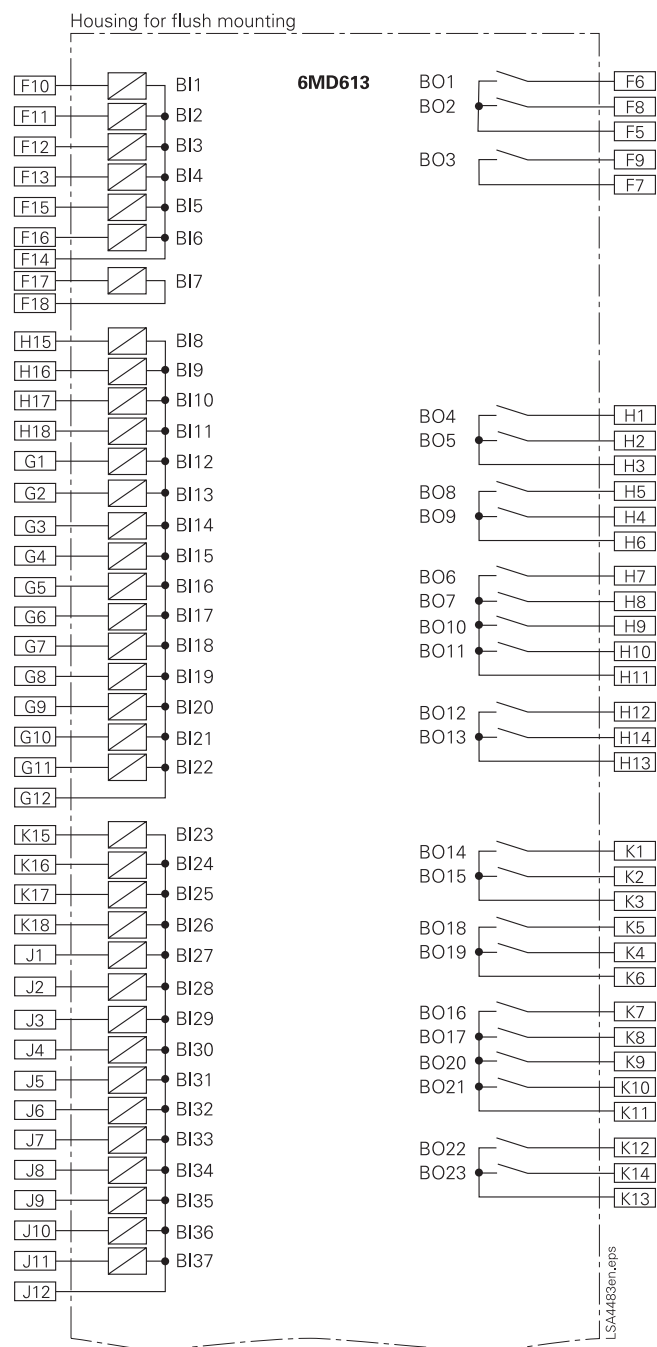 Housing for flush mounting
6MD613
F10 BI1
F11 BI2
F12 BI3
F13 BI4
F15 BI5
F16 BI6
F14
F17 BI7
F18
H15 BI8
H16 BI9
H17 BI10
H18 BI11
G1 BI12
G2 BI13
G3 BI14
G4 BI15
G5 BI16
G6 BI17
G7 BI18
G8 BI19
G9 BI20
G10 BI21
G11 BI22
G12
K15 BI23
K16 BI24
K17 BI25
K18 BI26
J1 BI27
J2 BI28
J3 BI29
J4 BI30
J5 BI31
J6 BI32
J7 BI33
J8 BI34
J9 BI35
J10 BI36
J11 BI37
J12
BO1 F6
BO2 F8
F5
BO3 F9
F7
BO4 H1
BO5 H2
H3
BO8 H5
BO9 H4
H6
BO6 H7
BO7 H8
BO10 H9
BO11 H10
H11
BO12 H12
BO13 H14
H13
BO14 K1
BO15 K2
K3
BO18 K5
BO19 K4
K6
BO16 K7
BO17 K8
BO20 K9
BO21 K10
K11
BO22 K12
BO23 K14
K13
LSA4483en.eps